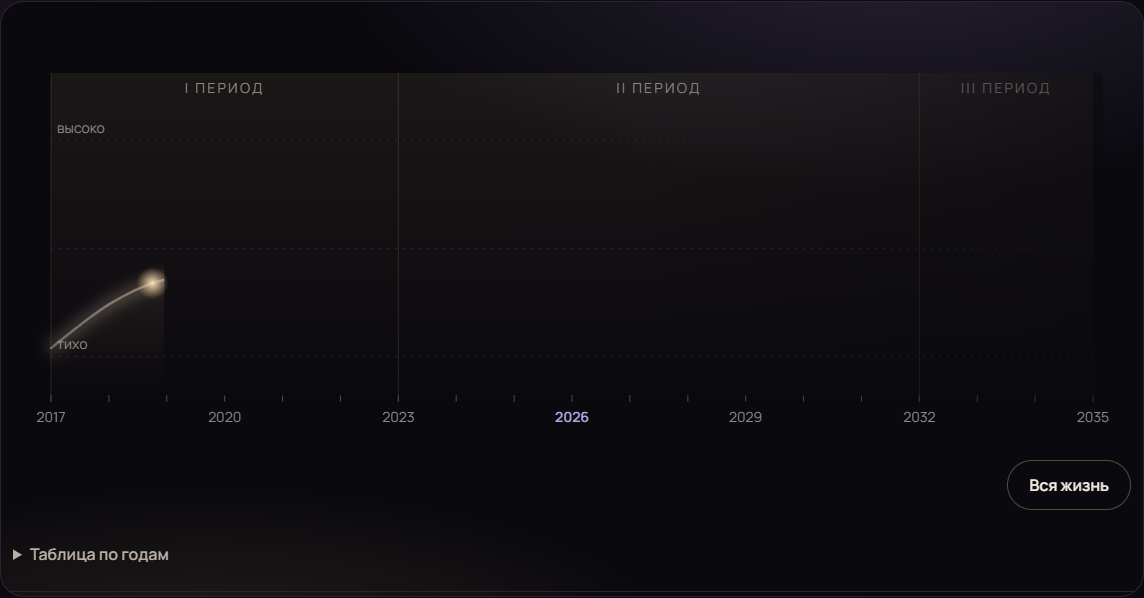 I ПЕРИОД
II ПЕРИОД
III ПЕРИОД
ВЫСОКО
ТИХО
2017
2020
2023
2026
2029
2032
2035
Вся жизнь
Таблица по годам